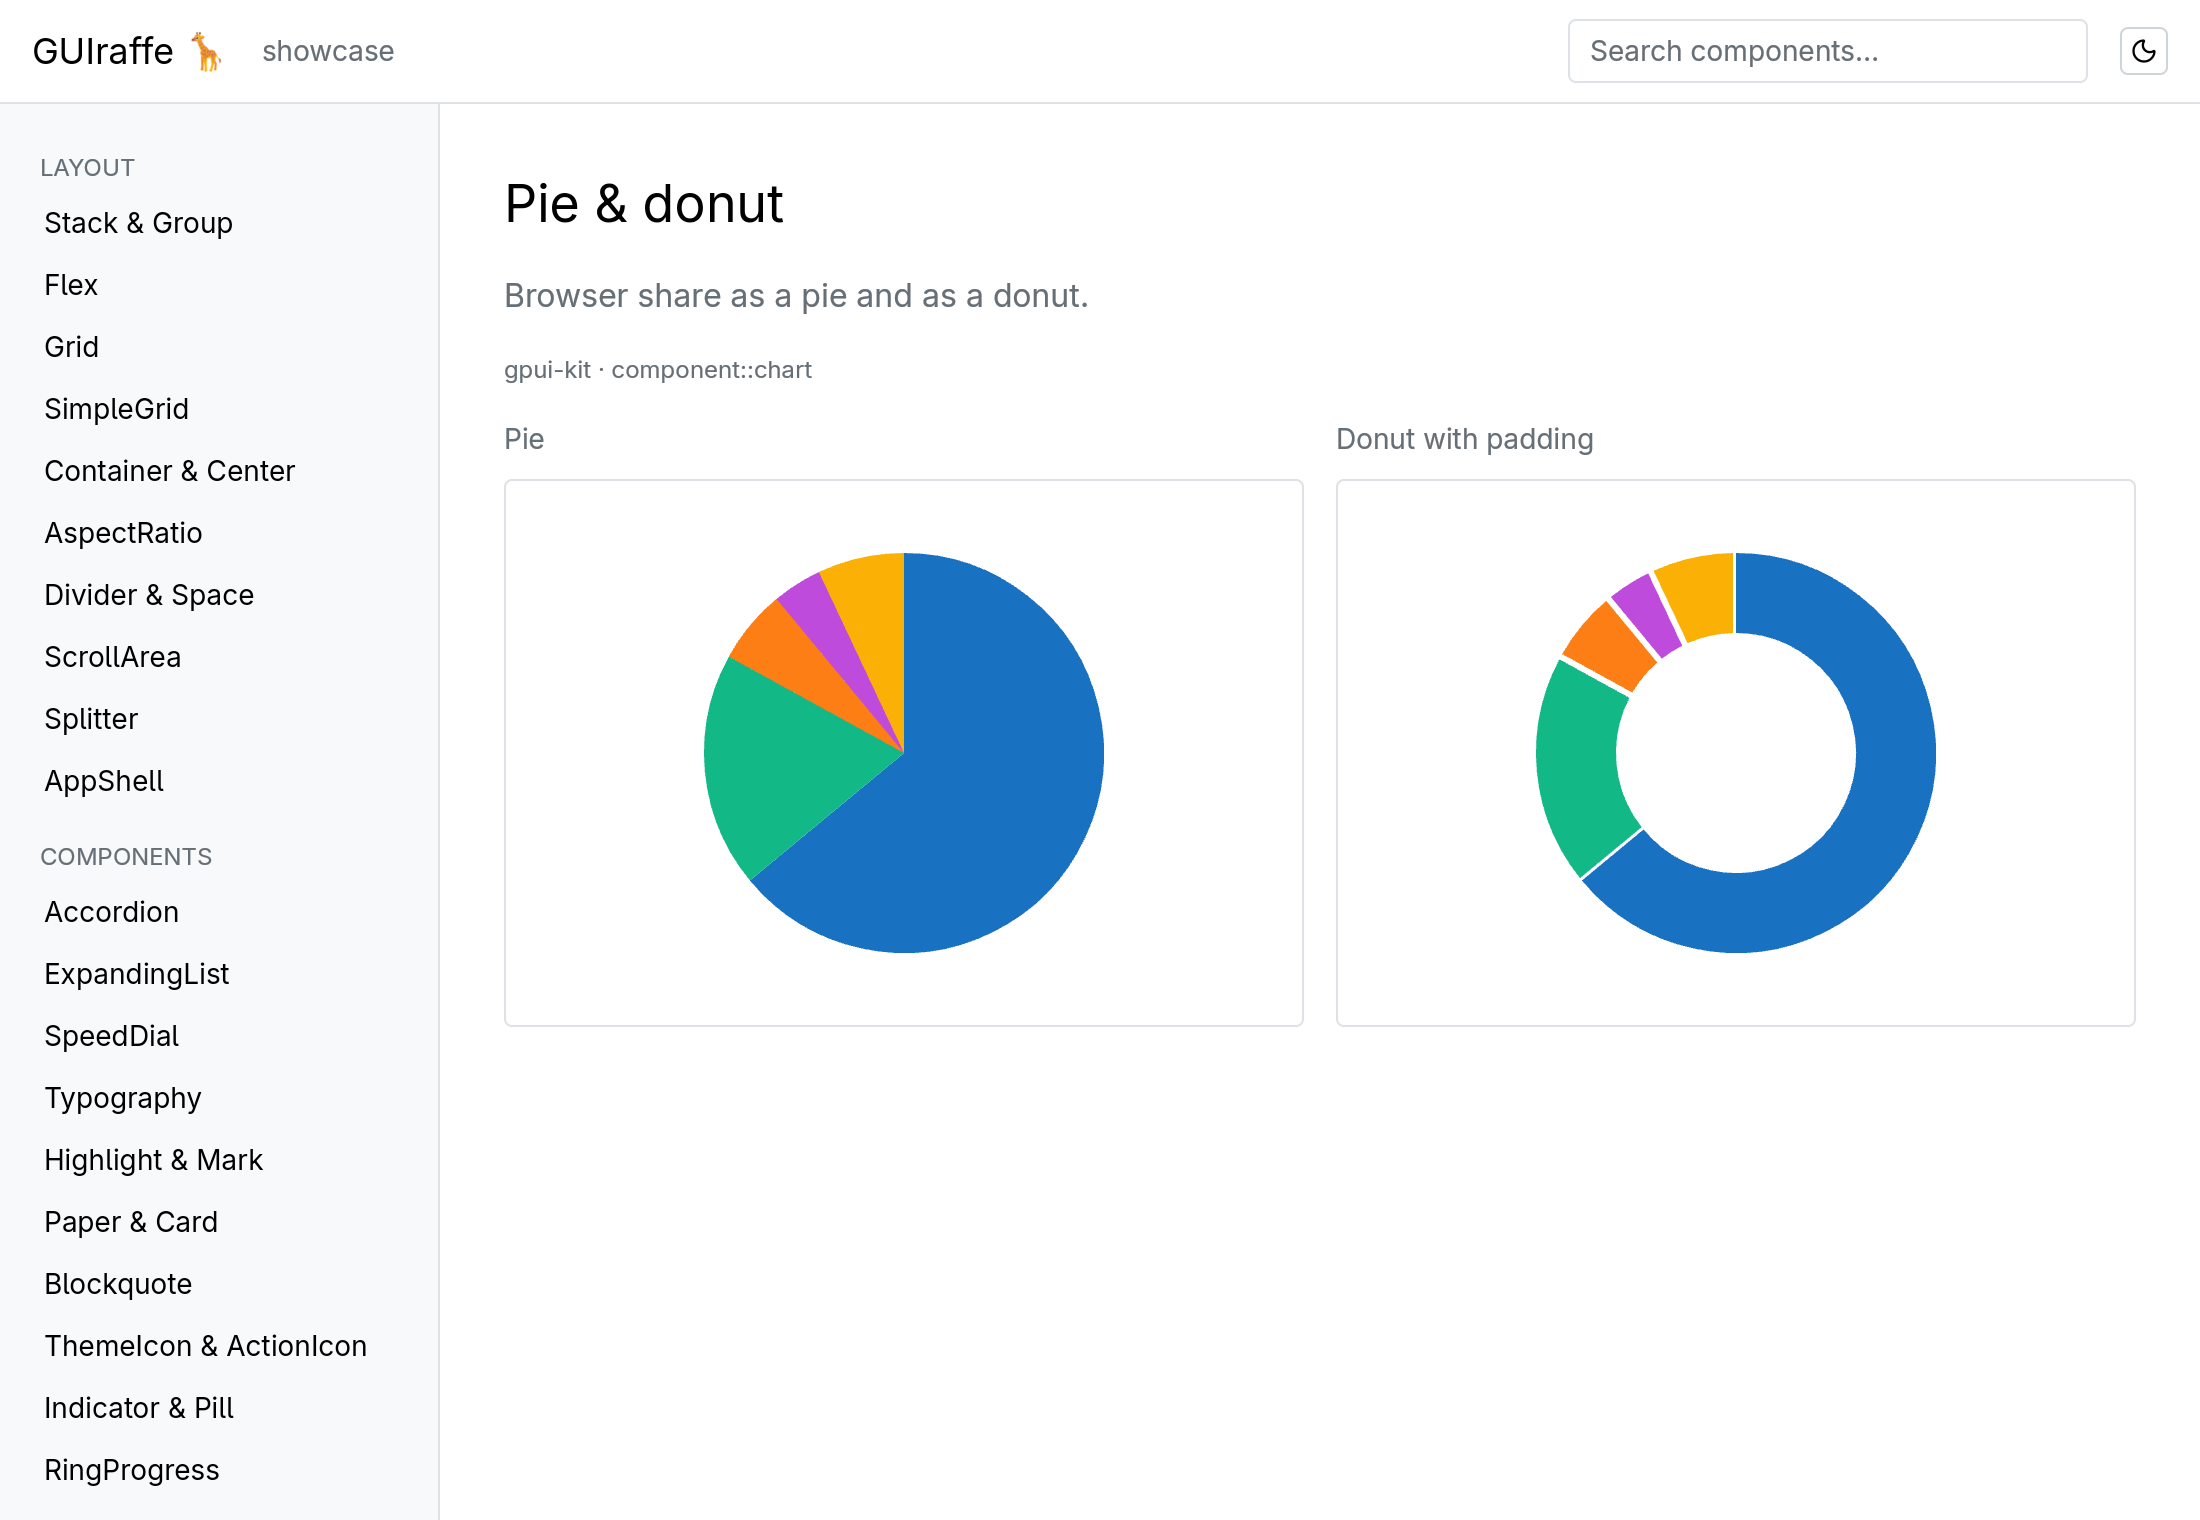 GUIraffe 🦒 showcase
Search components...
LAYOUT
Stack & Group
Flex
Grid
SimpleGrid
Container & Center
AspectRatio
Divider & Space
ScrollArea
Splitter
AppShell
COMPONENTS
Accordion
ExpandingList
SpeedDial
Typography
Highlight & Mark
Paper & Card
Blockquote
ThemeIcon & ActionIcon
Indicator & Pill
RingProgress
Pie & donut
Browser share as a pie and as a donut.
gpui-kit · component::chart
Pie
Donut with padding